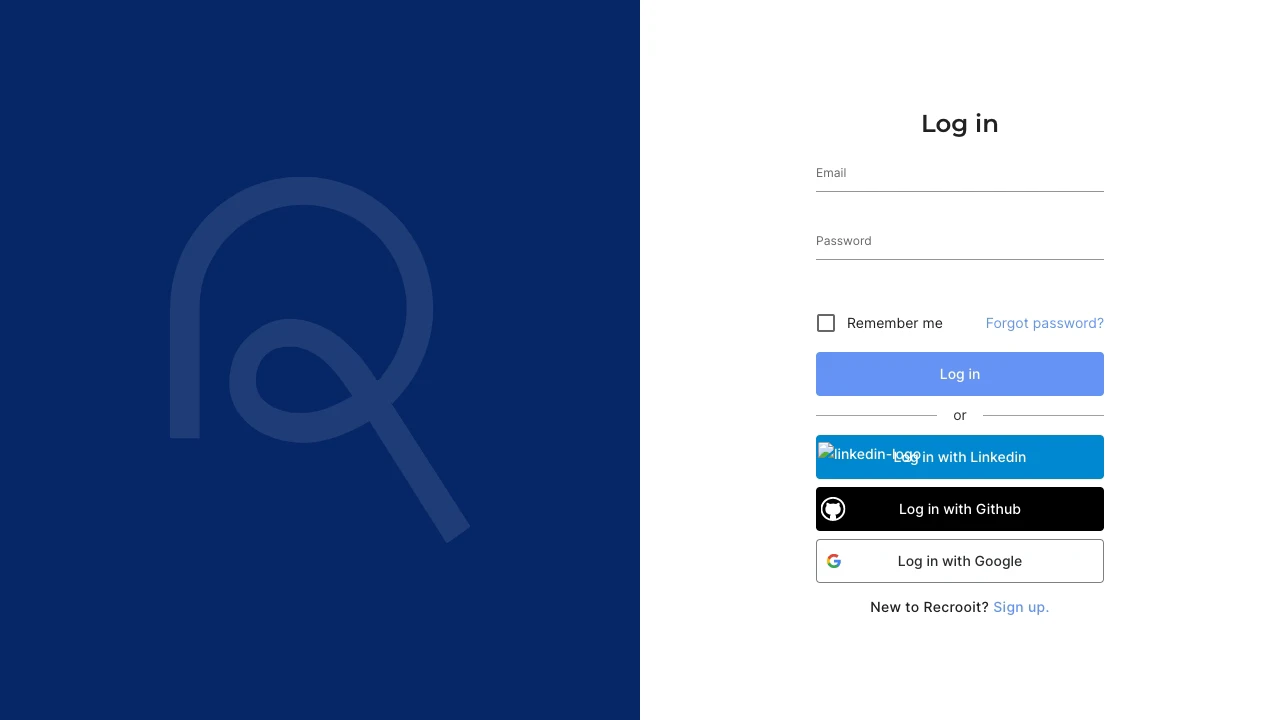 Log in
Email
Password
Remember me
Forgot password?
Log in
or
linkedin-logo
Log in with Linkedin
Log in with Github
Log in with Google
New to Recrooit? Sign up.